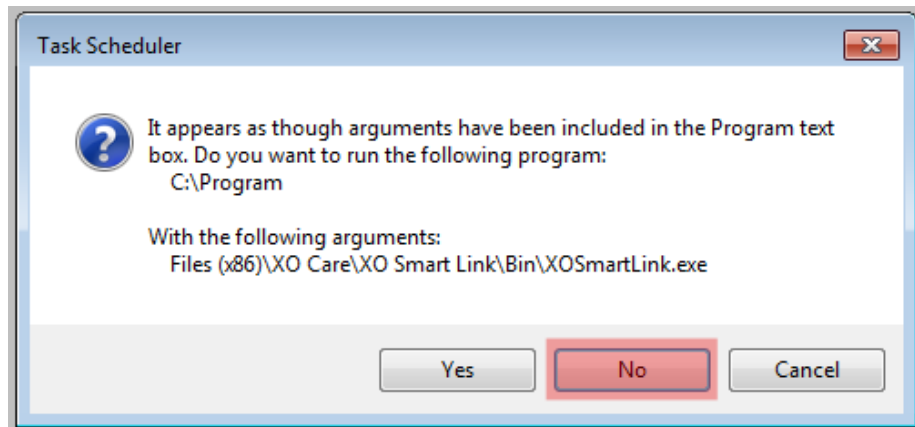 Task Scheduler
It appears as though arguments have been included in the Program text
box. Do you want to run the following program:
C:\Program
With the following arguments:
Files (x86)\XO Care\XO Smart Link\Bin\XOSmartLink.exe
Yes No Cancel